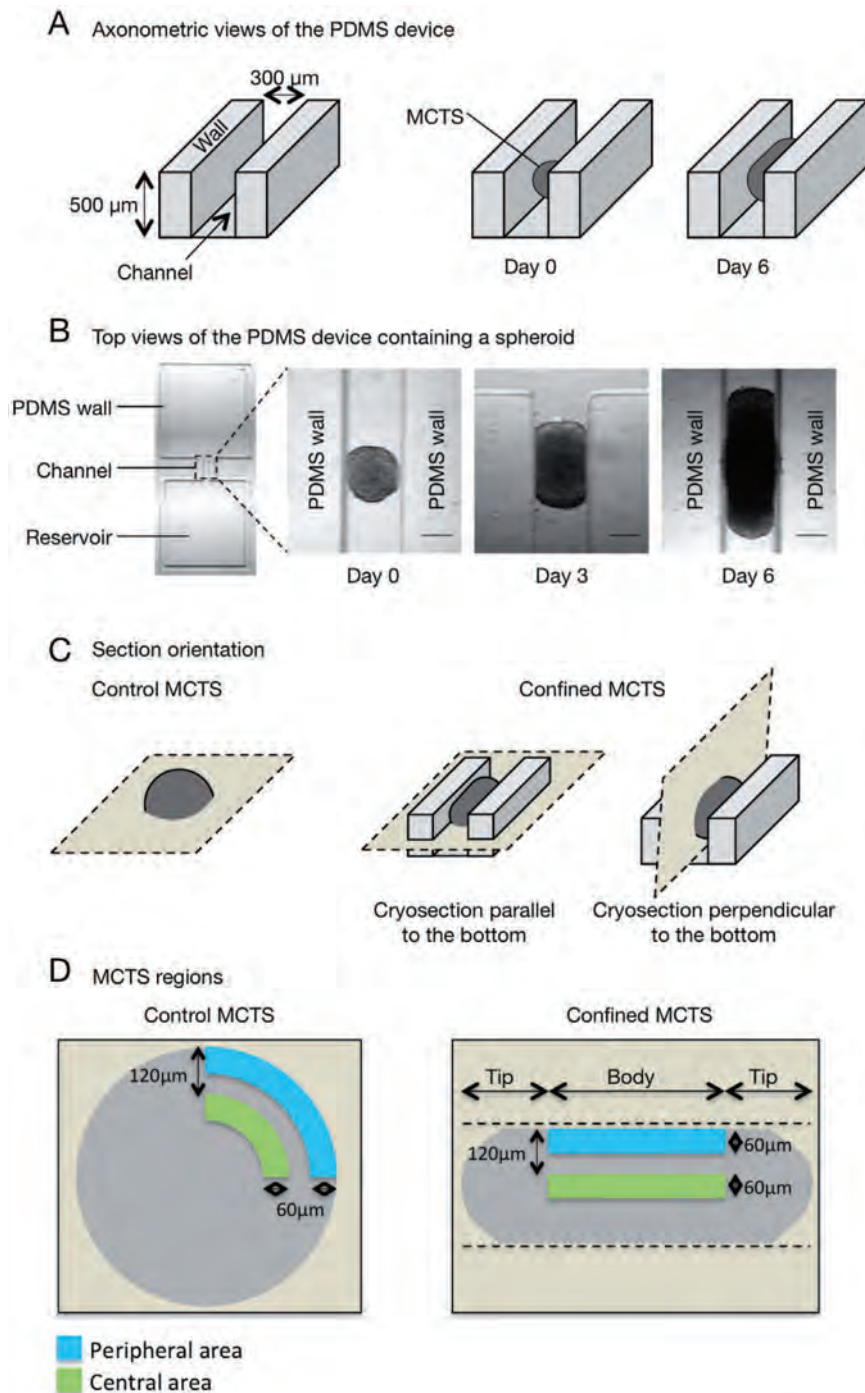 A Axonometric views of the PDMS device
300 µm
Wall
500 µm
Channel
MCTS
Day 0
Day 6
B Top views of the PDMS device containing a spheroid
PDMS wall
Channel
Reservoir
PDMS wall
PDMS wall
Day 0
Day 3
PDMS wall
PDMS wall
Day 6
C Section orientation
Control MCTS
Confined MCTS
Cryosection parallel
to the bottom
Cryosection perpendicular
to the bottom
D MCTS regions
Control MCTS
Confined MCTS
120µm
60µm
Tip
Body
Tip
120µm
60µm
60µm
Peripheral area
Central area